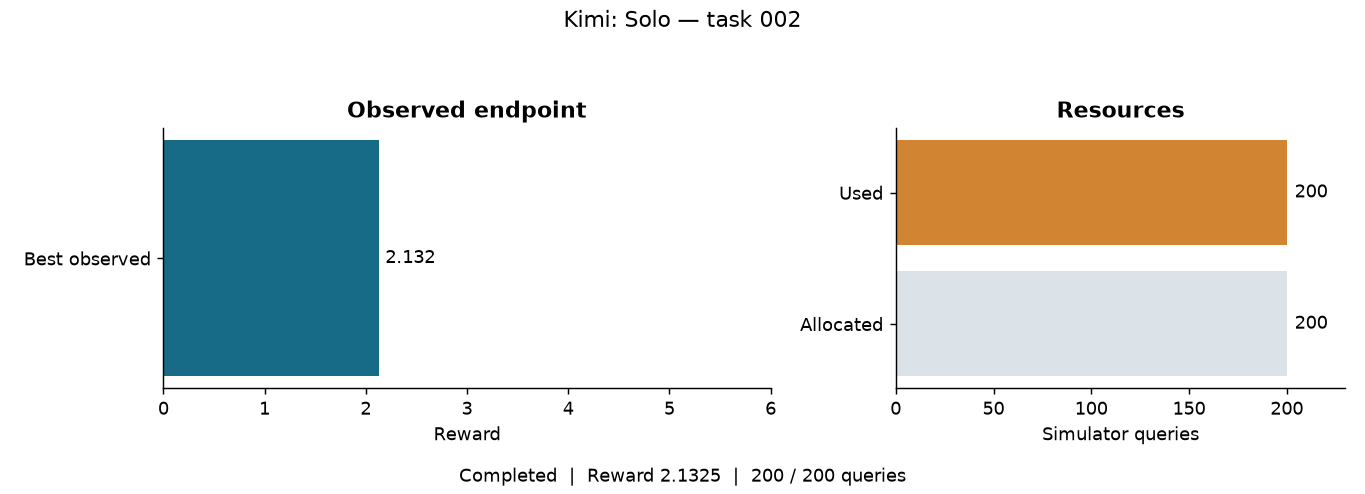 Kimi: Solo — task 002
Observed endpoint
Best observed
2.132
0 1 2 3 4 5 6
Reward
Resources
Used
200
Allocated
200
0 50 100 150 200
Simulator queries
Completed | Reward 2.1325 | 200 / 200 queries